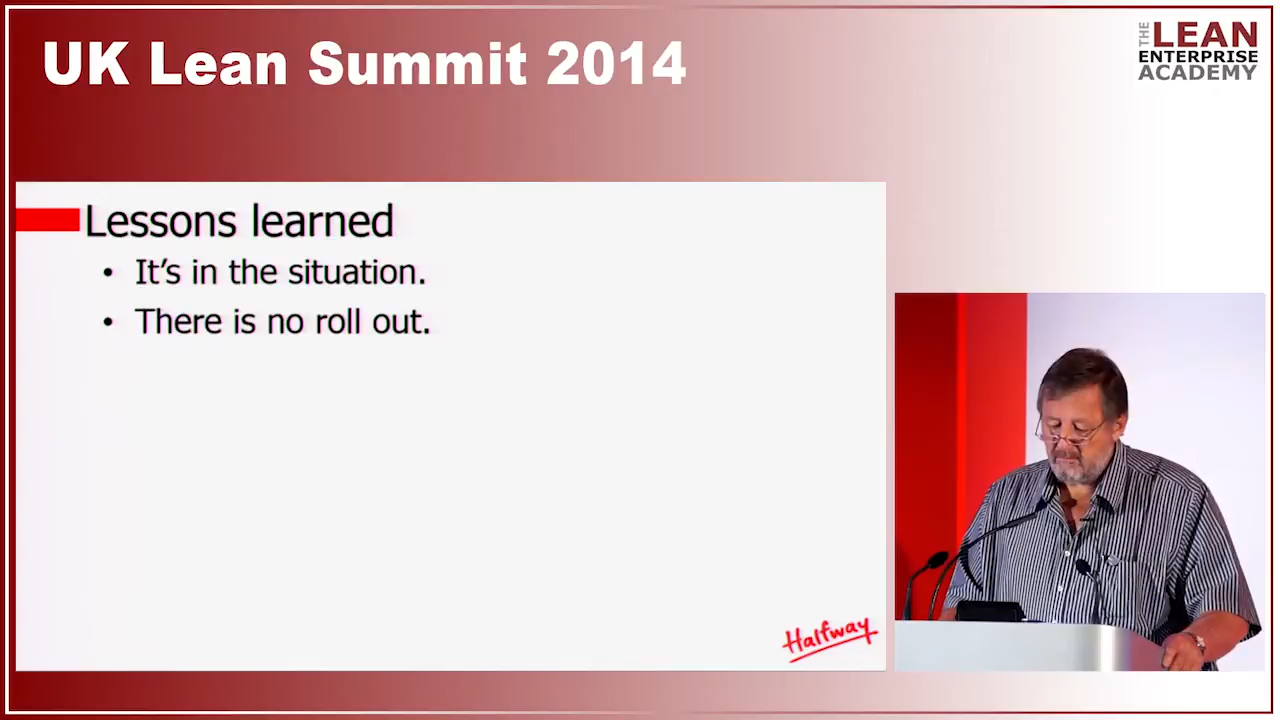 UK Lean Summit 2014
THE
LEAN
ENTERPRISE
ACADEMY
Lessons learned
• It's in the situation.
• There is no roll out.
Halfway